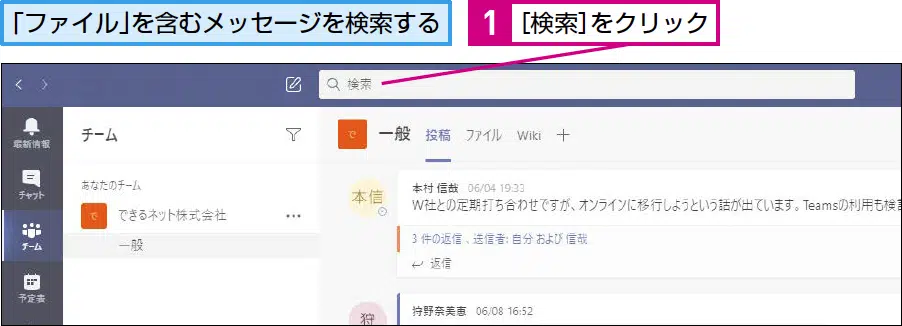 「ファイル」を含むメッセージを検索する
1 [検索]をクリック
検索
最新情報
チャット
チーム
予定表
チーム
あなたのチーム
で できるネット株式会社 ...
一般
で 一般 投稿 ファイル Wiki +
本信
本村 信哉 06/04 19:33
W社との定期打ち合わせですが、オンラインに移行しようという話が出ています。Teamsの利用も検
3 件の返信 、送信者: 自分 および 信哉
返信
狩
狩野奈美恵 06/08 16:52